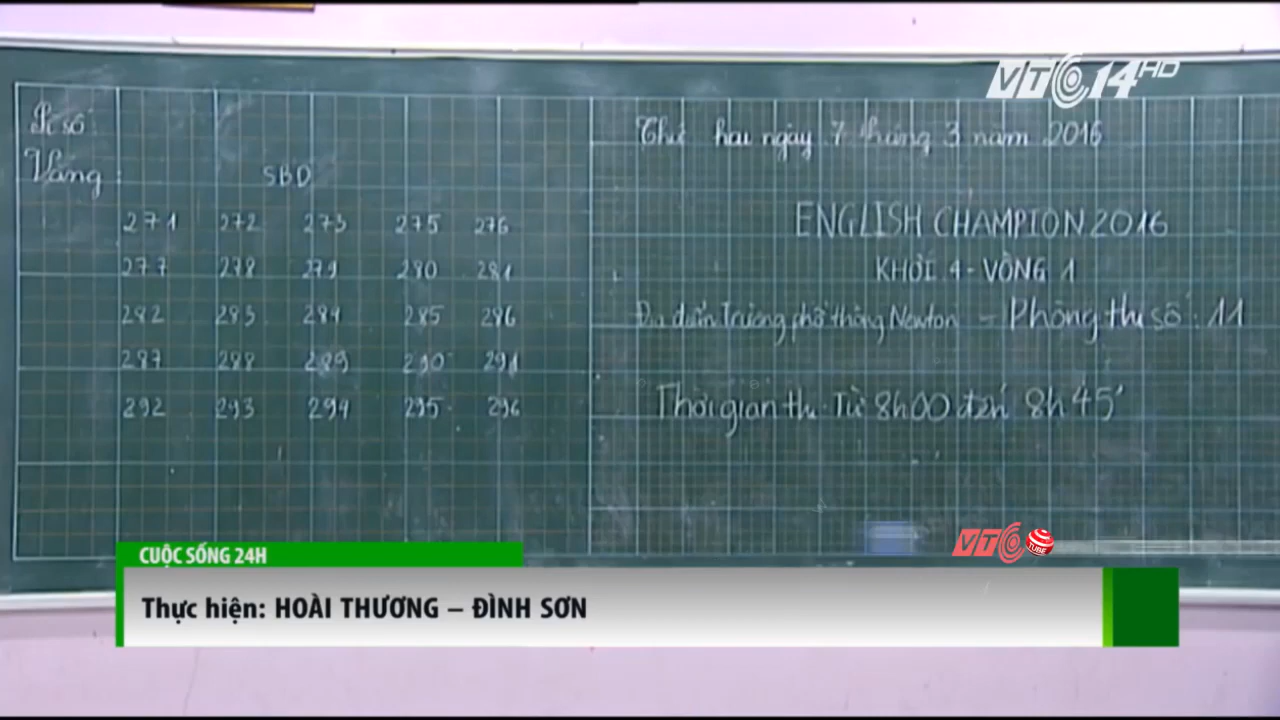 VTC 14 HD
Sĩ số:
Vắng:
SBD
271 272 273 275 276
277 278 279 280 281
282 283 284 285 286
287 288 289 290 291
292 293 294 295 296
Thứ hai ngày 7 tháng 3 năm 2016
ENGLISH CHAMPION 2016
KHỐI 4 - VÒNG 1
Địa điểm Trường phổ thông Newton - Phòng thi số: 11
Thời gian thi: Từ 8h00 đến 8h45'
VTC TUBE
CUỘC SỐNG 24H
Thực hiện: HOÀI THƯƠNG – ĐÌNH SƠN